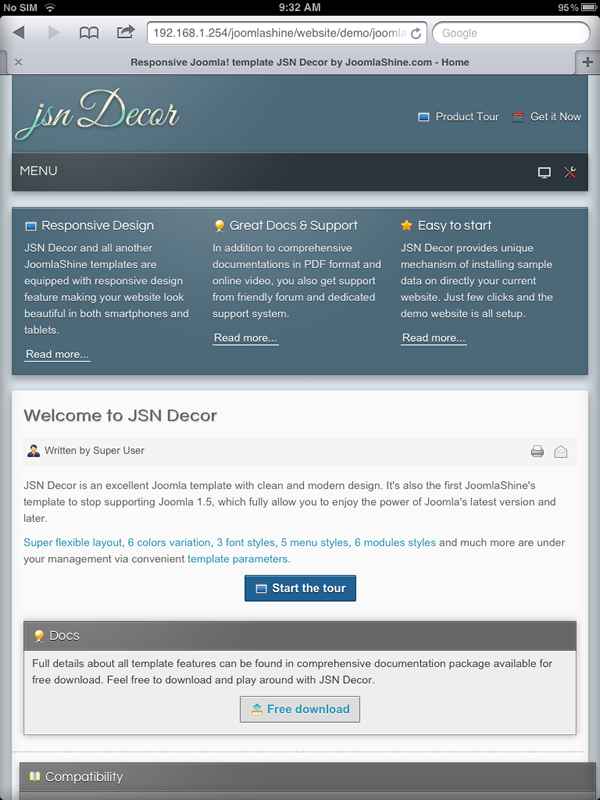 No SIM 9:32 AM 95%
192.168.1.254/joomlashine/website/demo/joomla
Google
Responsive Joomla! template JSN Decor by JoomlaShine.com - Home
jsn Decor
Product Tour Get it Now
MENU
Responsive Design
JSN Decor and all another
JoomlaShine templates are
equipped with responsive design
feature making your website look
beautiful in both smartphones and
tablets.
Read more...
Great Docs & Support
In addition to comprehensive
documentations in PDF format and
online video, you also get support
from friendly forum and dedicated
support system.
Read more...
Easy to start
JSN Decor provides unique
mechanism of installing sample
data on directly your current
website. Just few clicks and the
demo website is all setup.
Read more...
Welcome to JSN Decor
Written by Super User
JSN Decor is an excellent Joomla template with clean and modern design. It's also the first JoomlaShine's
template to stop supporting Joomla 1.5, which fully allow you to enjoy the power of Joomla's latest version and
later.
Super flexible layout, 6 colors variation, 3 font styles, 5 menu styles, 6 modules styles and much more are under
your management via convenient template parameters.
Start the tour
Docs
Full details about all template features can be found in comprehensive documentation package available for
free download. Feel free to download and play around with JSN Decor.
Free download
Compatibility